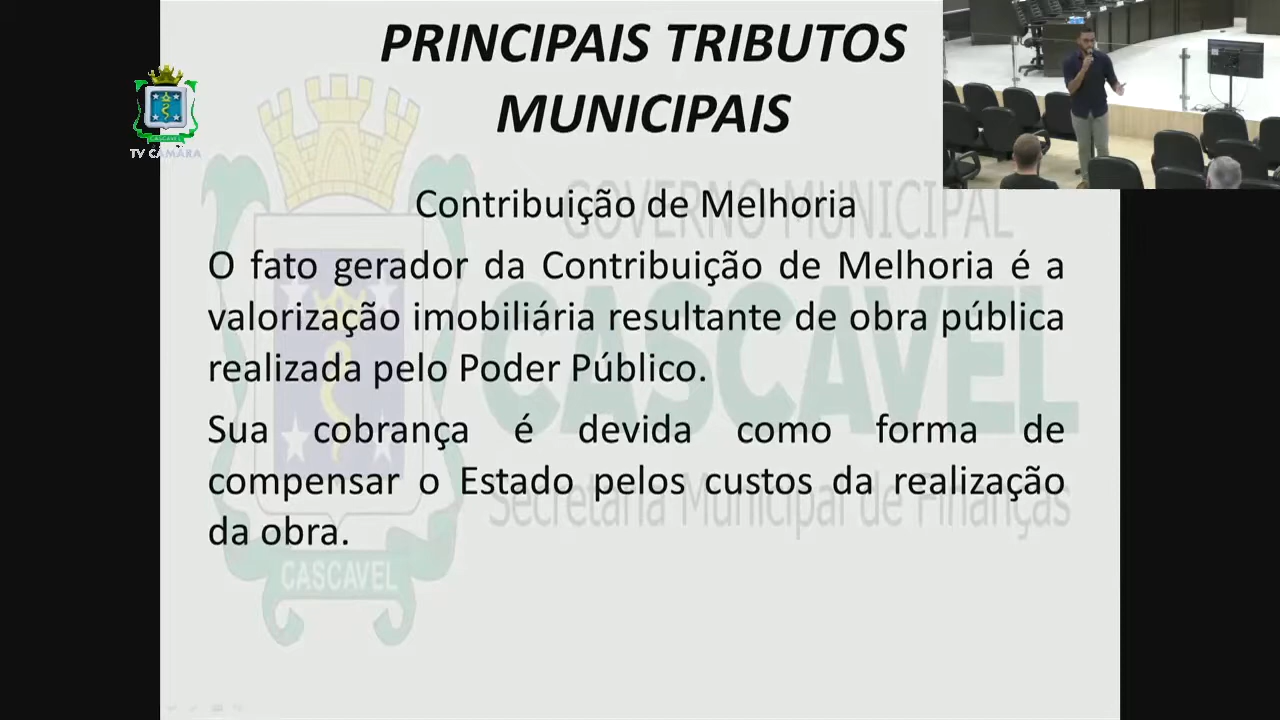 PRINCIPAIS TRIBUTOS
MUNICIPAIS
CASCAVEL
TV CÂMARA
GOVERNO MUNICIPAL
CASCAVEL
Secretaria Municipal de Finanças
CASCAVEL
Contribuição de Melhoria
O fato gerador da Contribuição de Melhoria é a
valorização imobiliária resultante de obra pública
realizada pelo Poder Público.
Sua cobrança é devida como forma de
compensar o Estado pelos custos da realização
da obra.